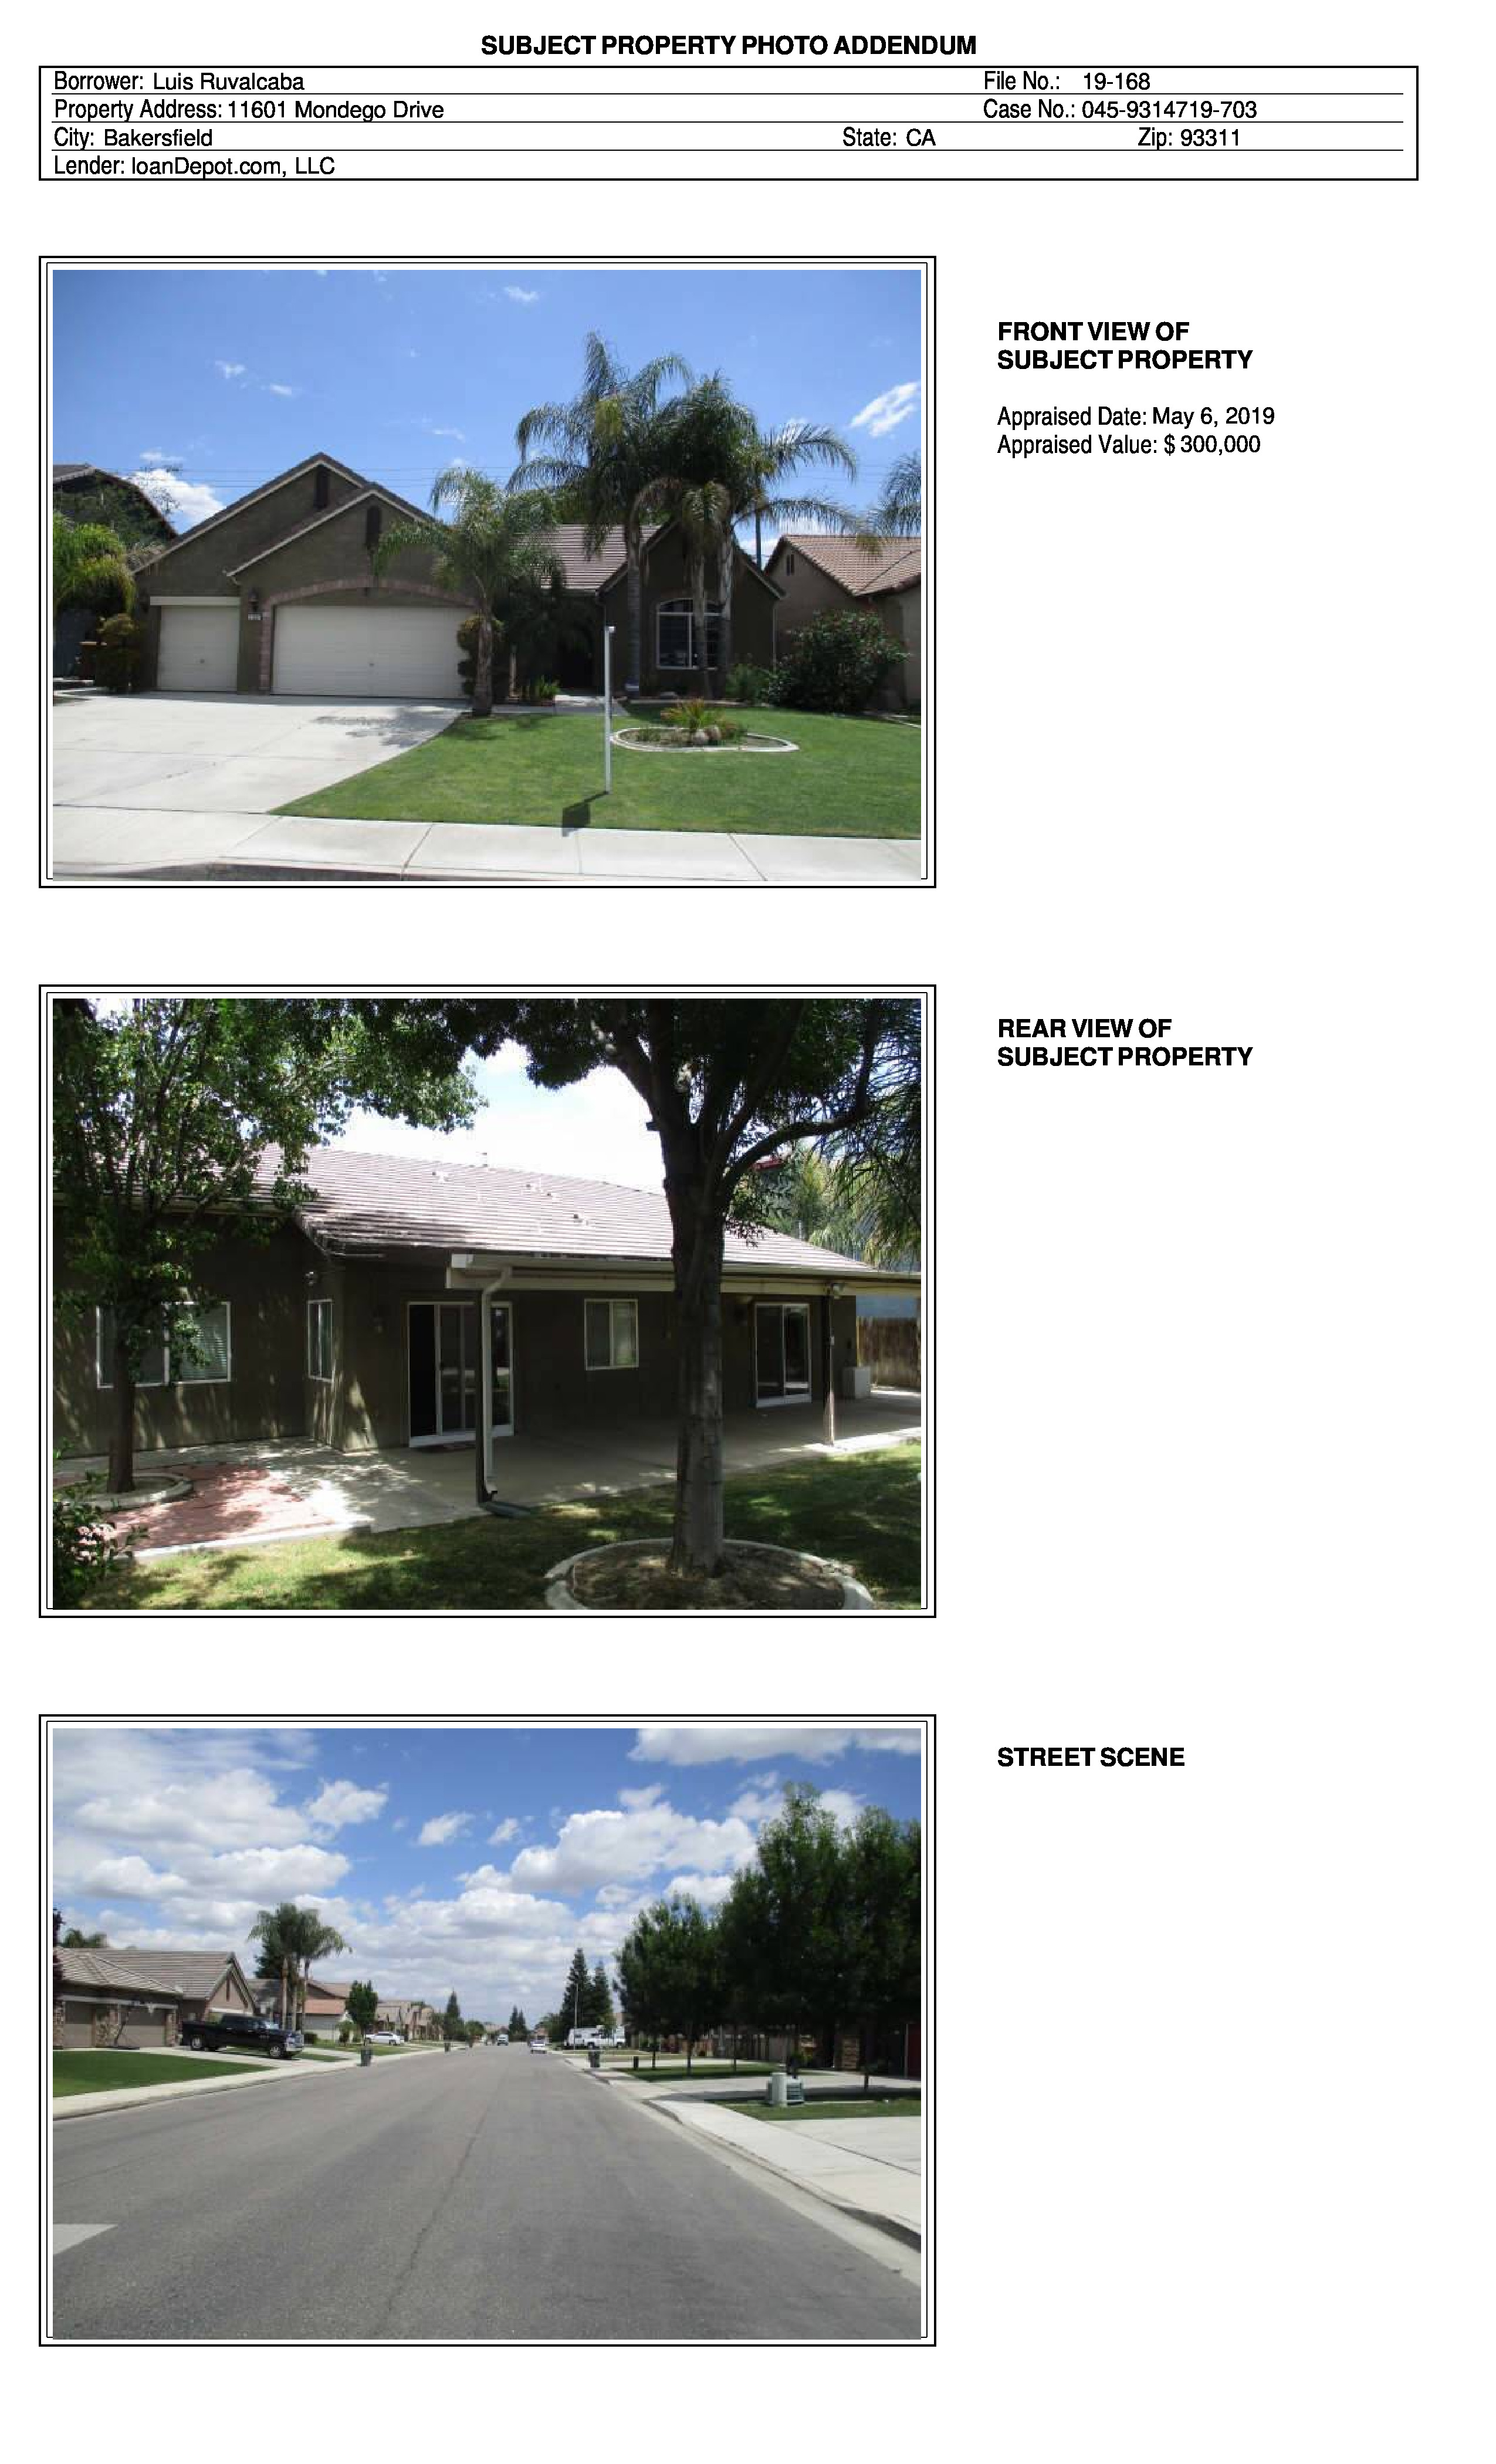 SUBJECT PROPERTY PHOTO ADDENDUM
Borrower: Luis Ruvalcaba File No.: 19-168
Property Address: 11601 Mondego Drive Case No.: 045-9314719-703
City: Bakersfield State: CA Zip: 93311
Lender: loanDepot.com, LLC
FRONT VIEW OF
SUBJECT PROPERTY
Appraised Date: May 6, 2019
Appraised Value: $ 300,000
REAR VIEW OF
SUBJECT PROPERTY
STREET SCENE